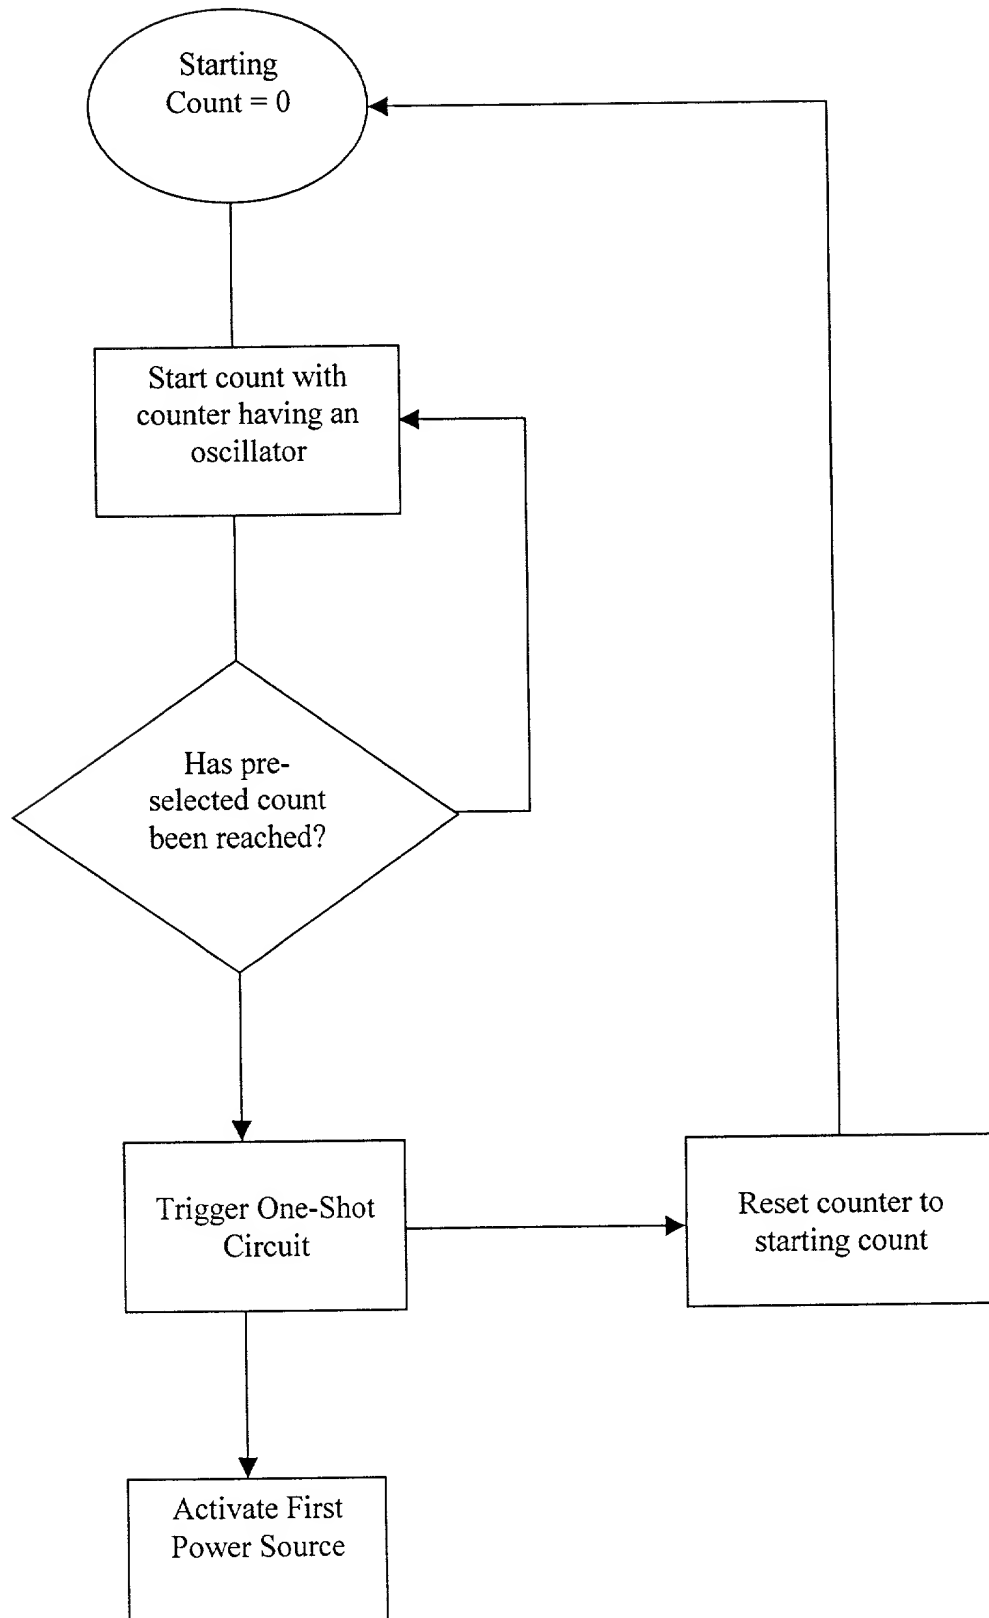 Starting
Count = 0
Start count with
counter having an
oscillator
Has pre-
selected count
been reached?
Trigger One-Shot
Circuit
Reset counter to
starting count
Activate First
Power Source